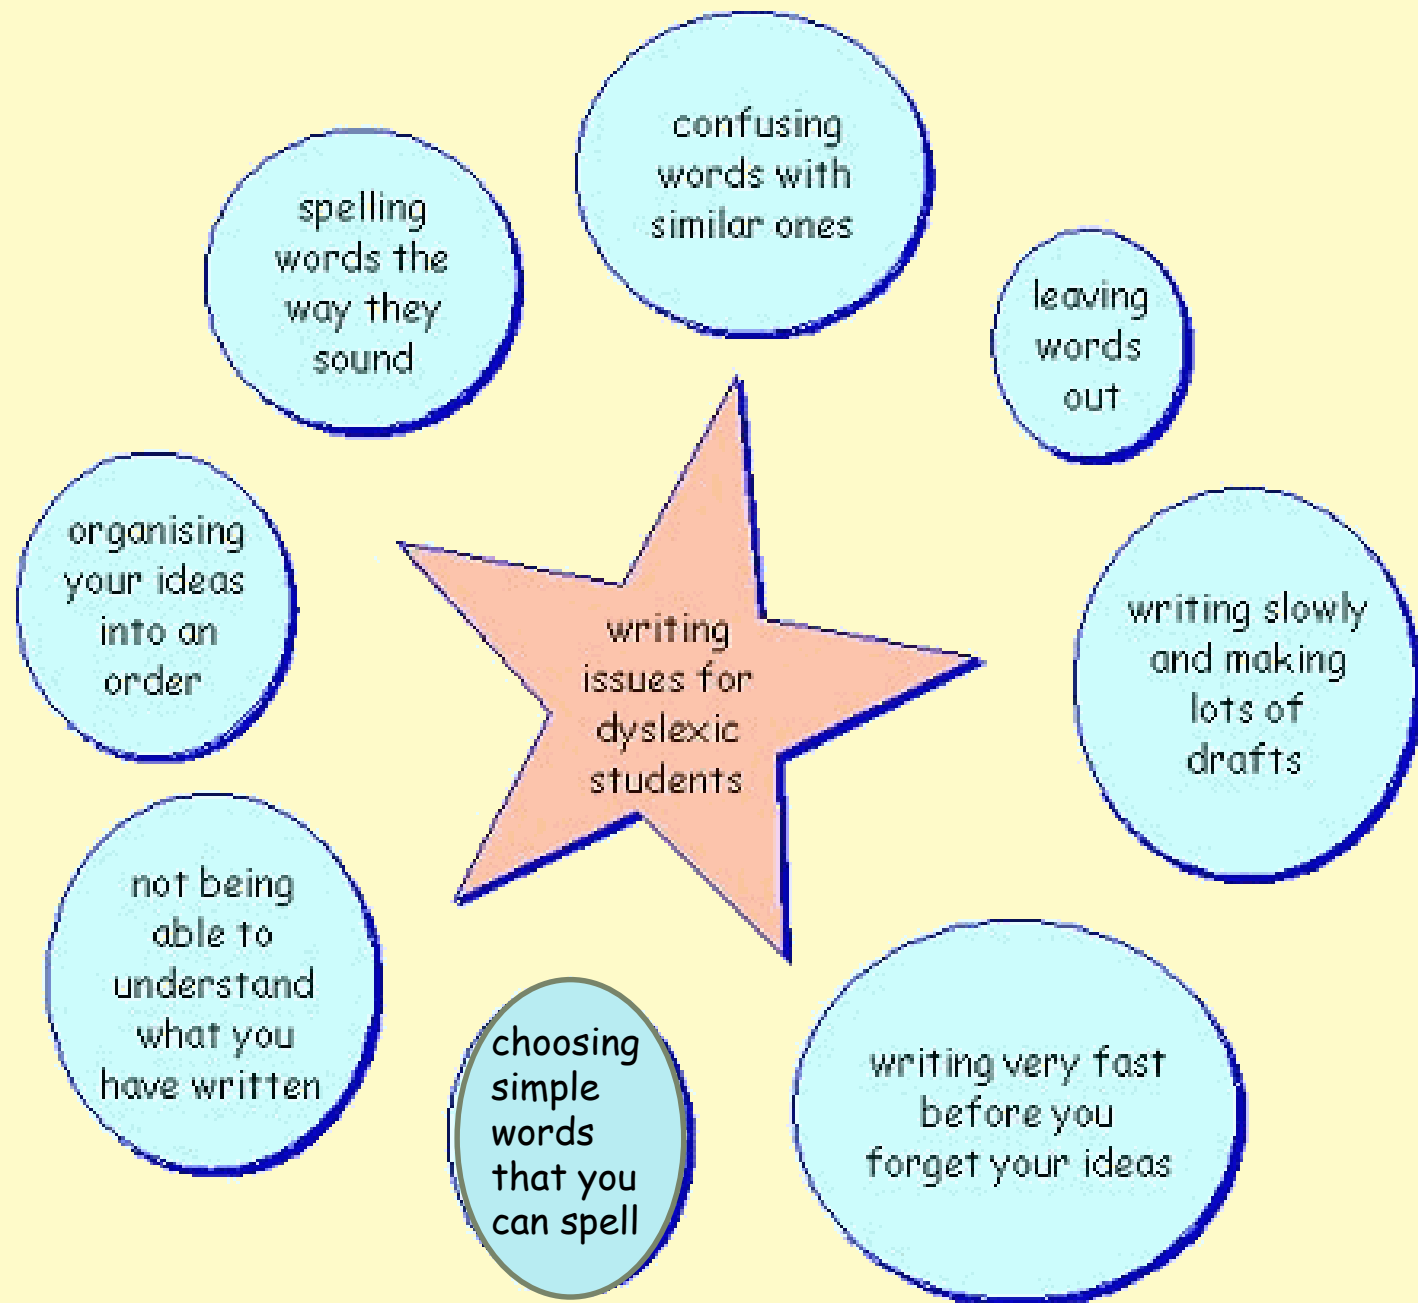 confusing
words with
similar ones
spelling
words the
way they
sound
leaving
words
out
organising
your ideas
into an
order
writing
issues for
dyslexic
students
writing slowly
and making
lots of
drafts
not being
able to
understand
what you
have written
choosing
simple
words
that you
can spell
writing very fast
before you
forget your ideas